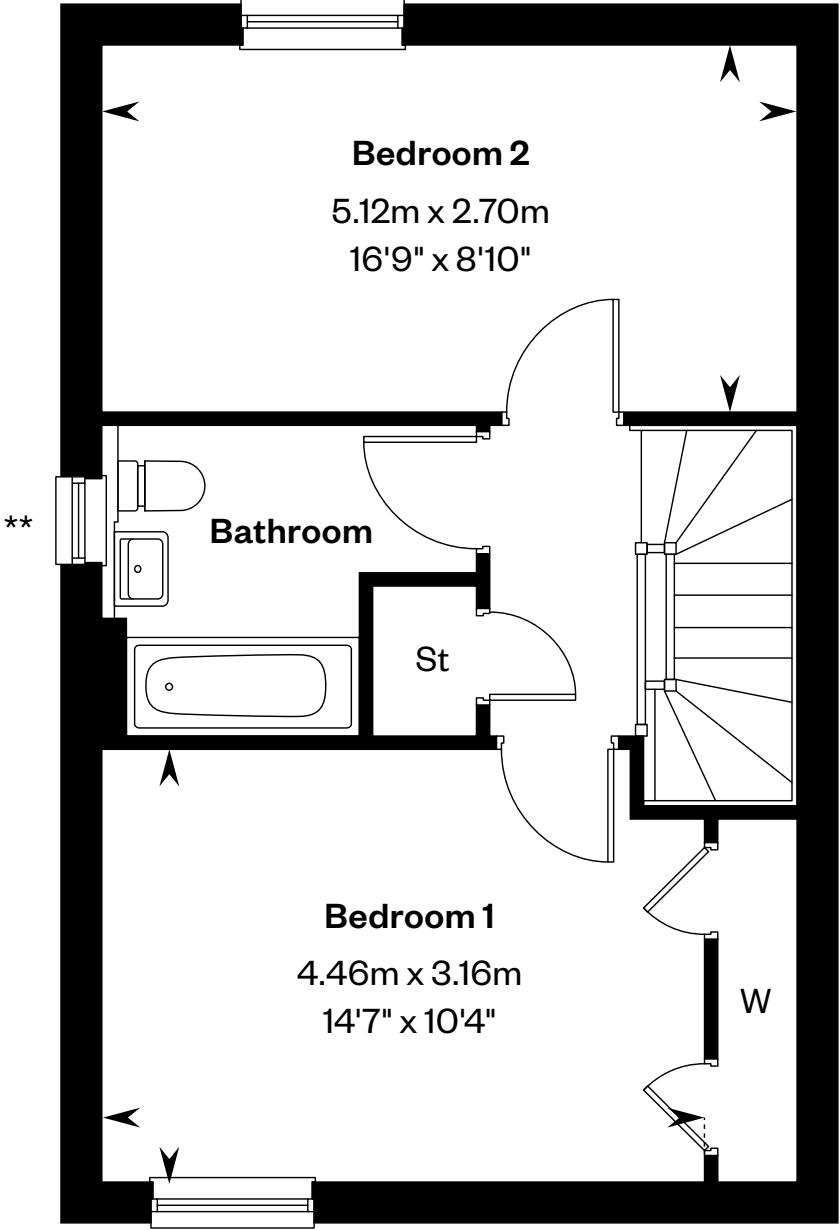 Bedroom 2
5.12m x 2.70m
16'9" x 8'10"
**
Bathroom
St
Bedroom 1
4.46m x 3.16m
14'7" x 10'4"
W